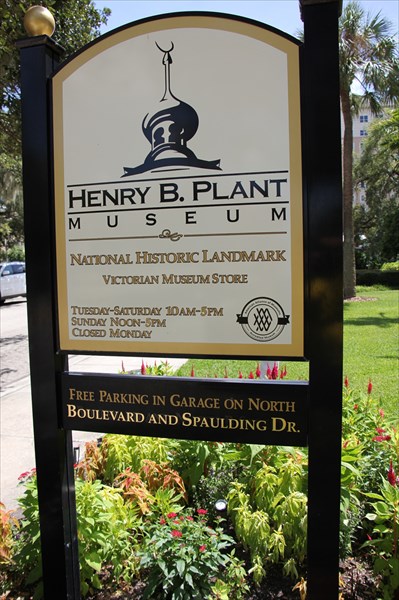 HENRY B. PLANT
MUSEUM
NATIONAL HISTORIC LANDMARK
VICTORIAN MUSEUM STORE
TUESDAY-SATURDAY 10AM-5PM
SUNDAY NOON-5PM
CLOSED MONDAY
FREE PARKING IN GARAGE ON NORTH
BOULEVARD AND SPAULDING DR.